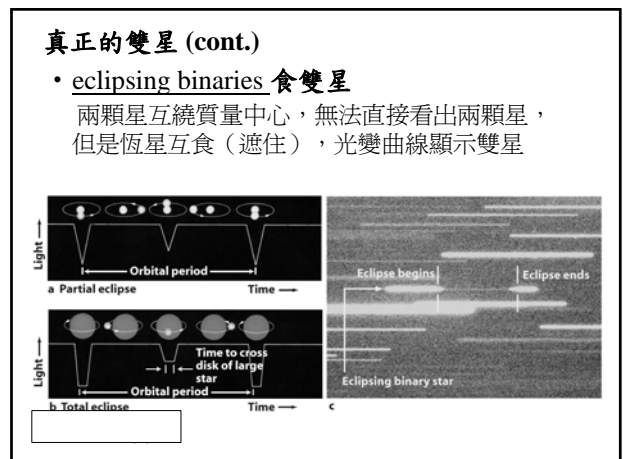 真正的雙星 (cont.)
• eclipsing binaries 食雙星
兩顆星互繞質量中心，無法直接看出兩顆星，
但是恆星互食（遮住），光變曲線顯示雙星
Light
Orbital period
a Partial eclipse
Time
Light
Time to cross
disk of large
star
Orbital period
b Total eclipse
Time
Eclipse begins
Eclipse ends
Eclipsing binary star
c